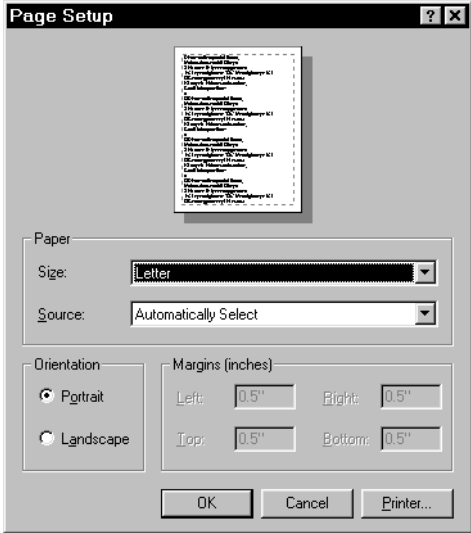 Page Setup
Paper
Size: Letter
Source: Automatically Select
Orientation
Portrait
Landscape
Margins (inches)
Left: 0.5" Right: 0.5"
Top: 0.5" Bottom: 0.5"
OK Cancel Printer...